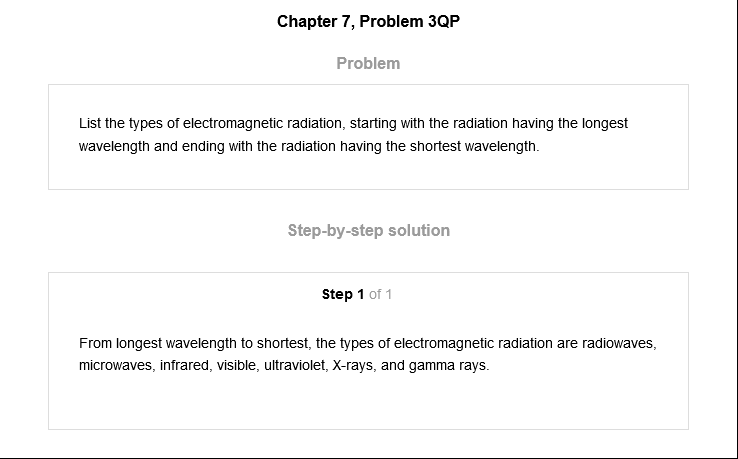 Chapter 7, Problem 3QP
Problem
List the types of electromagnetic radiation, starting with the radiation having the longest
wavelength and ending with the radiation having the shortest wavelength.
Step-by-step solution
Step 1 of 1
From longest wavelength to shortest, the types of electromagnetic radiation are radiowaves,
microwaves, infrared, visible, ultraviolet, X-rays, and gamma rays.